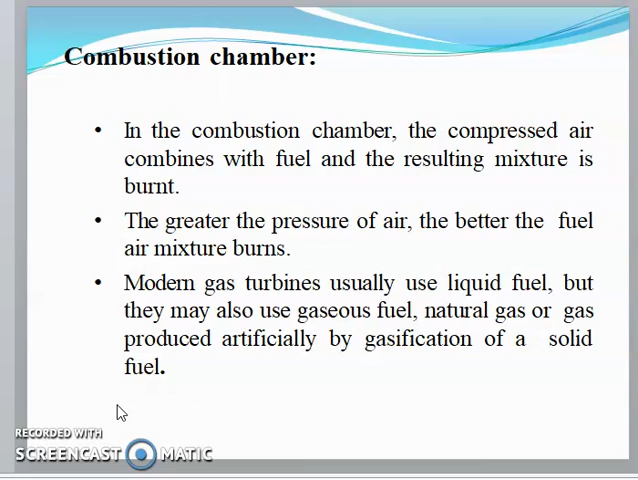 Combustion chamber:
• In the combustion chamber, the compressed air
combines with fuel and the resulting mixture is
burnt.
• The greater the pressure of air, the better the fuel
air mixture burns.
• Modern gas turbines usually use liquid fuel, but
they may also use gaseous fuel, natural gas or gas
produced artificially by gasification of a solid
fuel.
RECORDED WITH
SCREENCAST MATIC